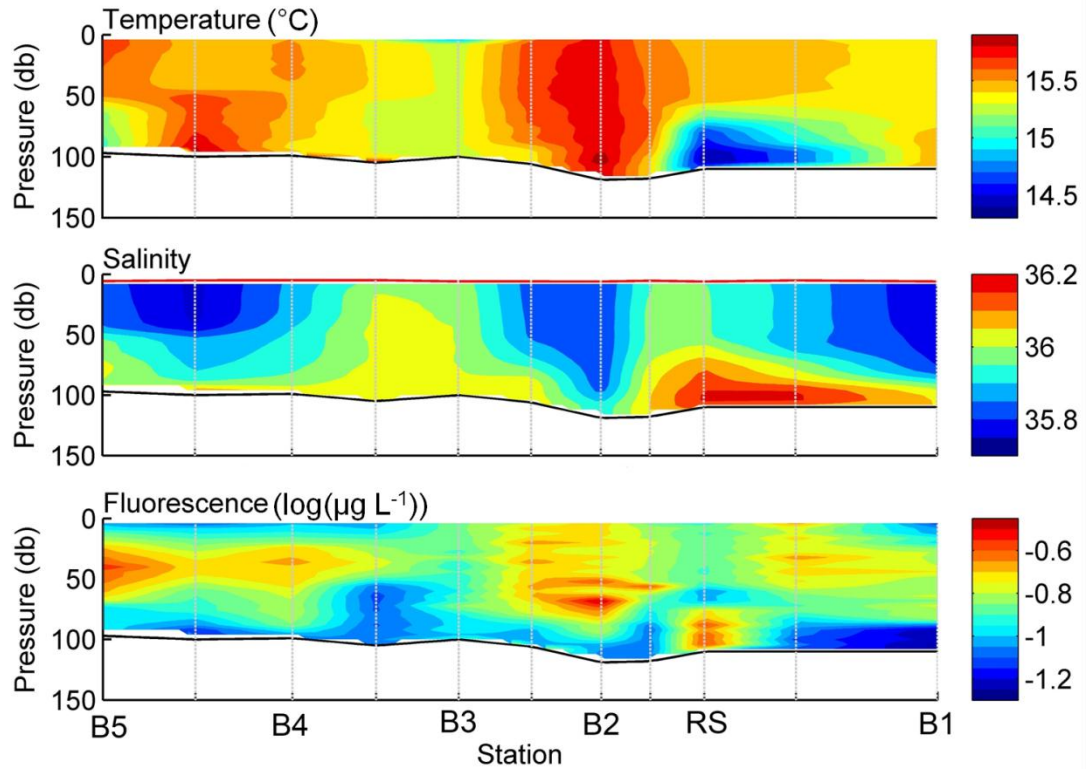 Temperature (°C)
Pressure (db)
0
50
100
150
15.5
15
14.5
Salinity
Pressure (db)
0
50
100
150
36.2
36
35.8
Fluorescence (log(µg L⁻¹))
Pressure (db)
0
50
100
150
-0.6
-0.8
-1
-1.2
B5 B4 B3 B2 RS B1
Station